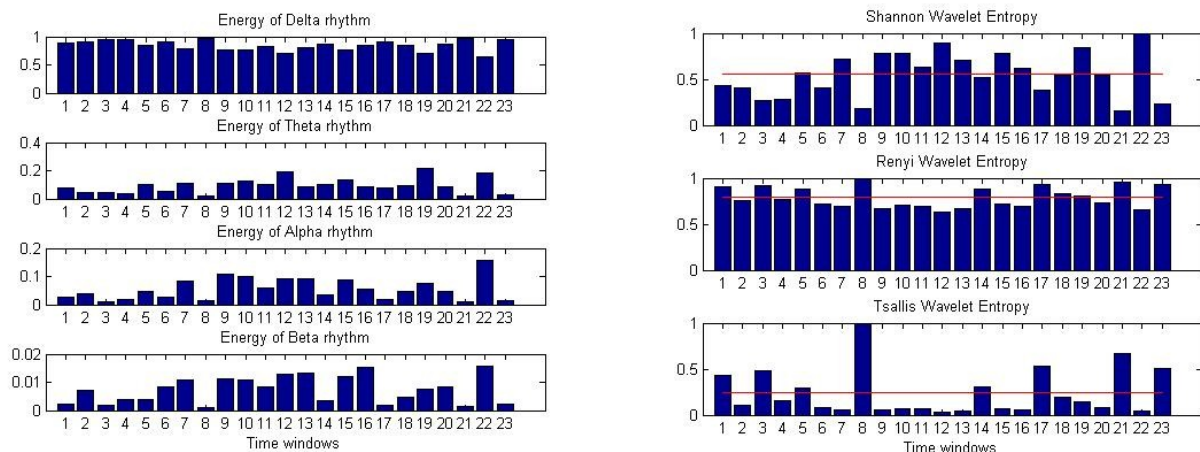 Energy of Delta rhythm
1
0.5
0
1 2 3 4 5 6 7 8 9 10 11 12 13 14 15 16 17 18 19 20 21 22 23
Energy of Theta rhythm
0.4
0.2
0
1 2 3 4 5 6 7 8 9 10 11 12 13 14 15 16 17 18 19 20 21 22 23
Energy of Alpha rhythm
0.2
0.1
0
1 2 3 4 5 6 7 8 9 10 11 12 13 14 15 16 17 18 19 20 21 22 23
Energy of Beta rhythm
0.02
0.01
0
1 2 3 4 5 6 7 8 9 10 11 12 13 14 15 16 17 18 19 20 21 22 23
Time windows
Shannon Wavelet Entropy
1
0.5
0
1 2 3 4 5 6 7 8 9 10 11 12 13 14 15 16 17 18 19 20 21 22 23
Renyi Wavelet Entropy
1
0.5
0
1 2 3 4 5 6 7 8 9 10 11 12 13 14 15 16 17 18 19 20 21 22 23
Tsallis Wavelet Entropy
1
0.5
0
1 2 3 4 5 6 7 8 9 10 11 12 13 14 15 16 17 18 19 20 21 22 23
Time windows